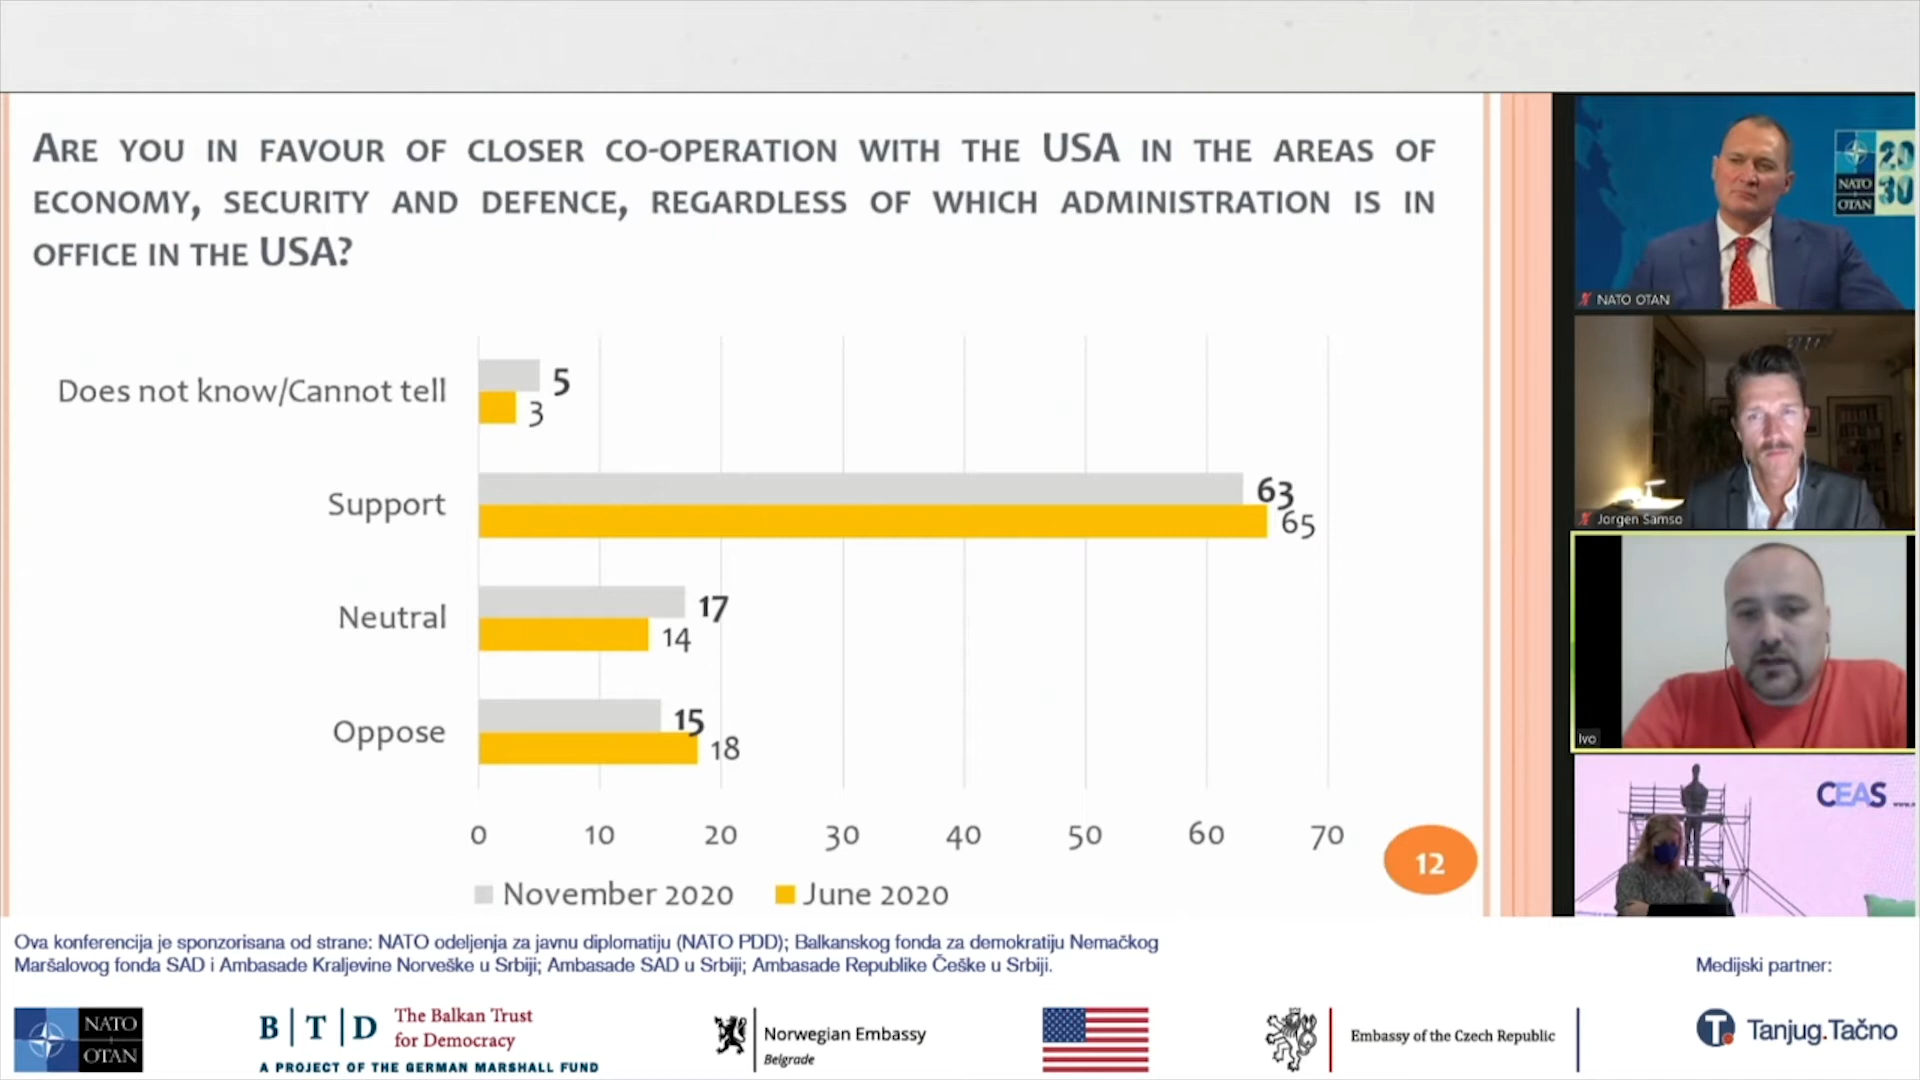 ARE YOU IN FAVOUR OF CLOSER CO-OPERATION WITH THE USA IN THE AREAS OF
ECONOMY, SECURITY AND DEFENCE, REGARDLESS OF WHICH ADMINISTRATION IS IN
OFFICE IN THE USA?
Does not know/Cannot tell
5
3
Support
63
65
Neutral
17
14
Oppose
15
18
0 10 20 30 40 50 60 70
November 2020 June 2020
12
20
30
NATO
OTAN
NATO OTAN
Jorgen Samso
Ivo
CEAS
Ova konferencija je sponzorisana od strane: NATO odeljenja za javnu diplomatiju (NATO PDD); Balkanskog fonda za demokratiju Nemačkog
Maršalovog fonda SAD i Ambasade Kraljevine Norveške u Srbiji; Ambasade SAD u Srbiji; Ambasade Republike Češke u Srbiji.
Medijski partner:
NATO
OTAN
B|T|D
The Balkan Trust
for Democracy
A PROJECT OF THE GERMAN MARSHALL FUND
Norwegian Embassy
Belgrade
Embassy of the Czech Republic
T.
Tanjug.Tačno